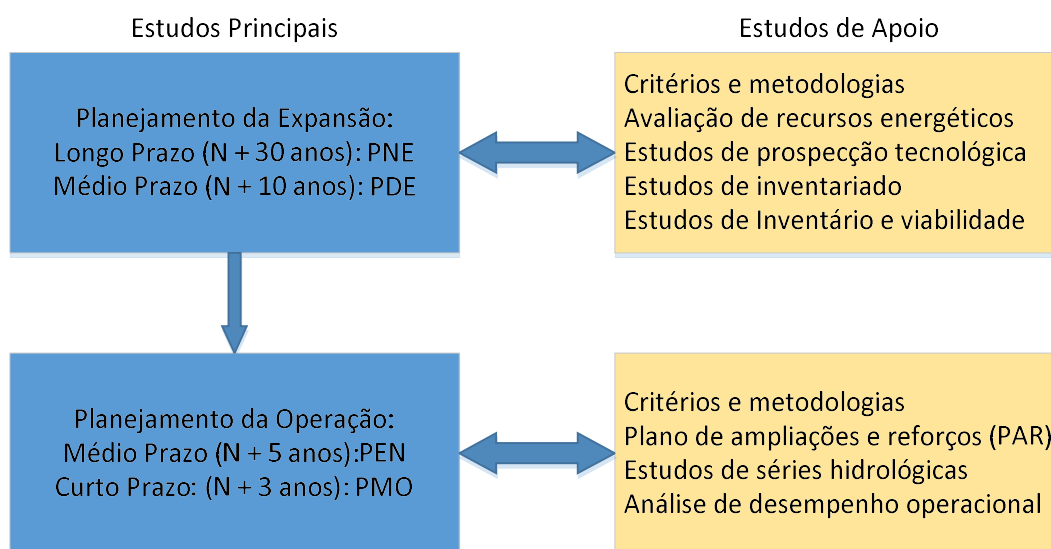 Estudos Principais
Estudos de Apoio
Planejamento da Expansão:
Longo Prazo (N + 30 anos): PNE
Médio Prazo (N + 10 anos): PDE
Critérios e metodologias
Avaliação de recursos energéticos
Estudos de prospecção tecnológica
Estudos de inventariado
Estudos de Inventário e viabilidade
Planejamento da Operação:
Médio Prazo (N + 5 anos):PEN
Curto Prazo: (N + 3 anos): PMO
Critérios e metodologias
Plano de ampliações e reforços (PAR)
Estudos de séries hidrológicas
Análise de desempenho operacional